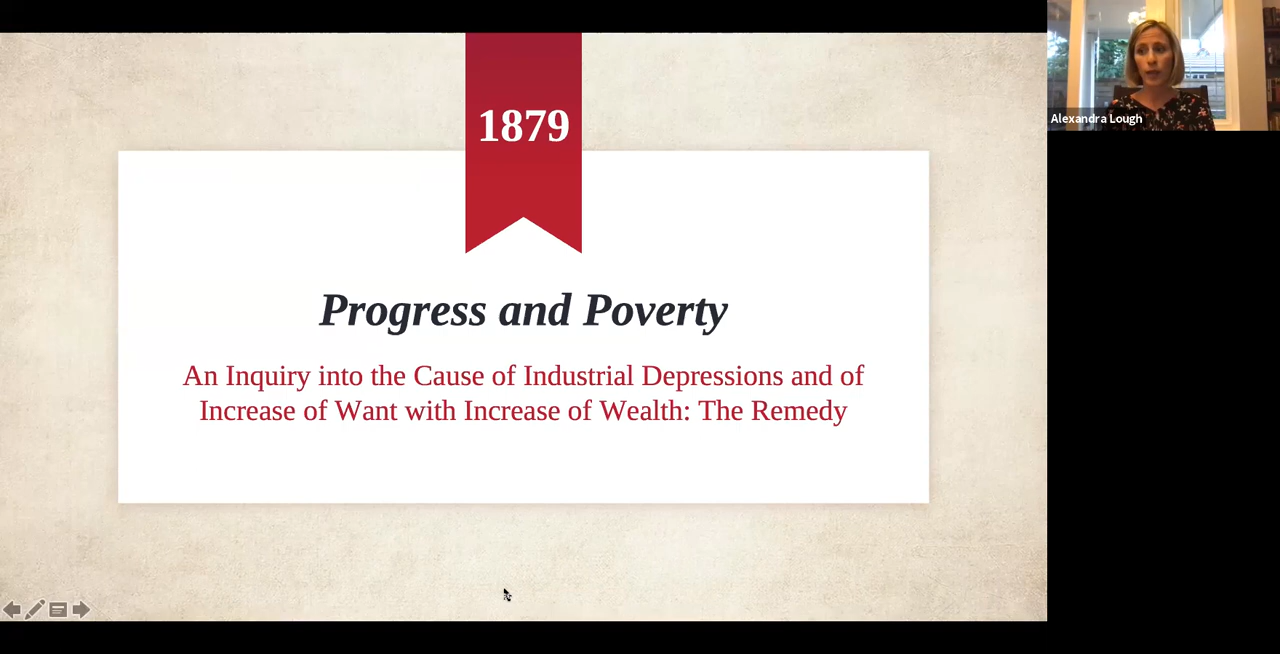 1879
Progress and Poverty
An Inquiry into the Cause of Industrial Depressions and of
Increase of Want with Increase of Wealth: The Remedy
Alexandra Lough